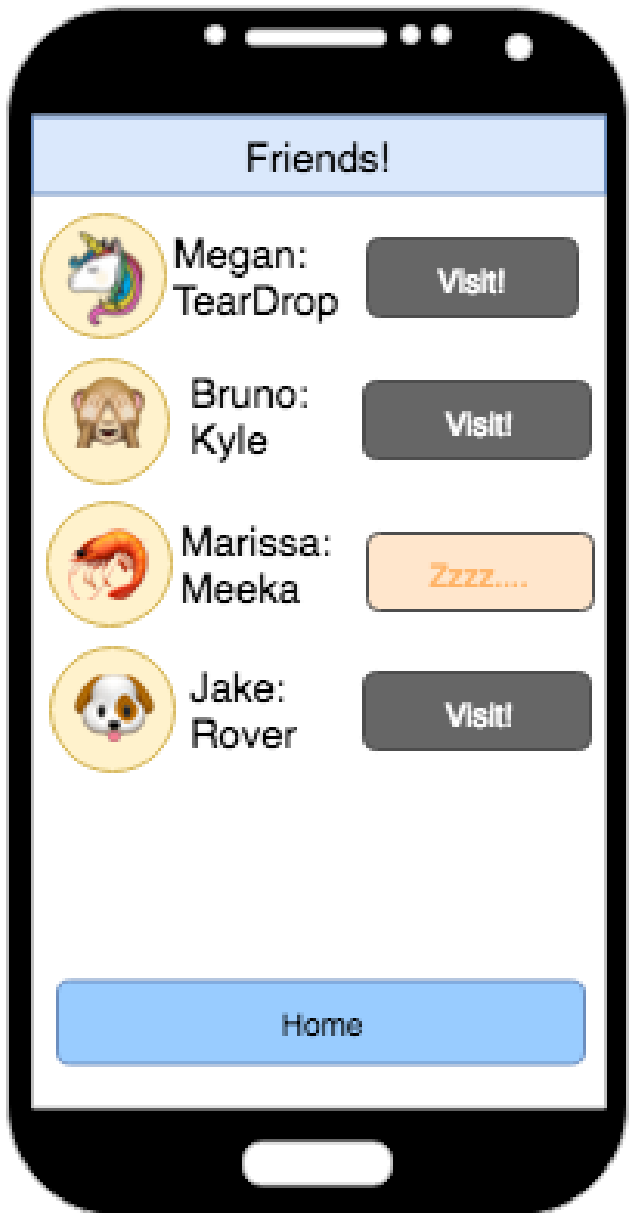 Friends!
Megan:
TearDrop
Visit!
Bruno:
Kyle
Visit!
Marissa:
Meeka
Zzzz....
Jake:
Rover
Visit!
Home